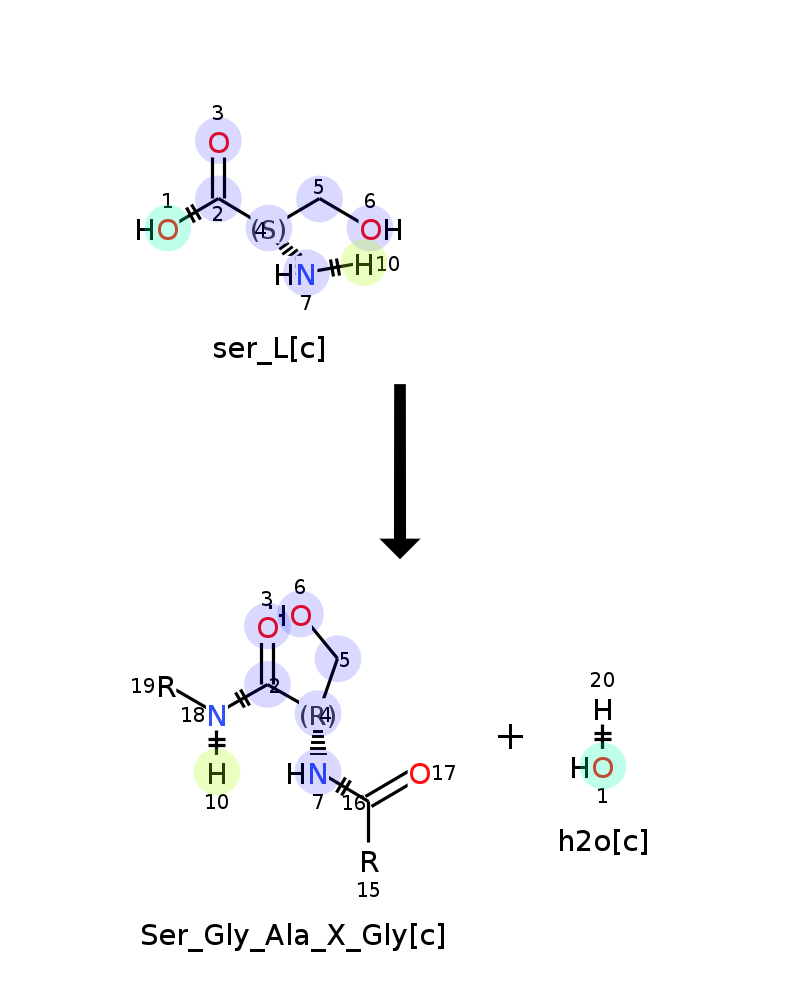 3
O
1 5 6
HO 2 4 (S) OH
HN H 10
7
ser_L[c]
6
3 HO
O
5
19 R 2
18 N (R) 4
H HN O 17
10 7 16
R
15
+
20
H
HO
1
h2o[c]
Ser_Gly_Ala_X_Gly[c]